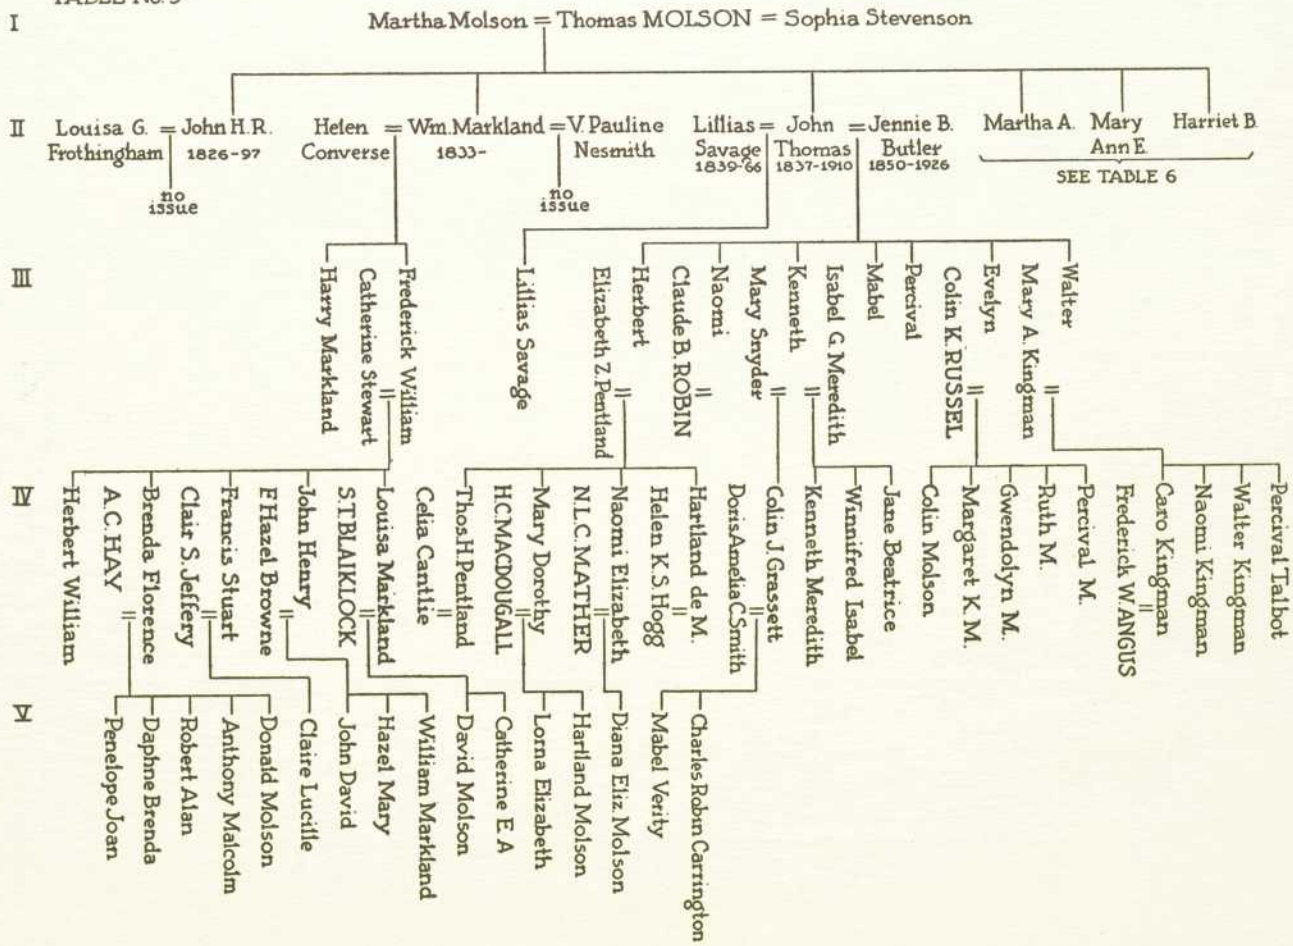 TABLE No. 5
I
Martha Molson = Thomas MOLSON = Sophia Stevenson
II
Louisa G. Frothingham
= John H.R.
1826-97
no issue
Helen Converse
= Wm. Markland
1833-
= V. Pauline Nesmith
no issue
Lillias Savage
1839-66
= John Thomas
1837-1910
= Jennie B. Butler
1850-1926
Martha A.
Mary Ann E.
Harriet B.
SEE TABLE 6
III
Harry Markland
Catherine Stewart
=
Frederick William
Lillias Savage
Elizabeth Z. Pentland
=
Herbert
Claude B. ROBIN
=
Naomi
Mary Snyder
=
Kenneth
=
Isabel G. Meredith
Mabel
Percival
Colin K. RUSSEL
=
Evelyn
Mary A. Kingman
=
Walter
IV
Herbert William
A.C. HAY
=
Brenda Florence
Clair S. Jeffery
=
Francis Stuart
F Hazel Browne
=
John Henry
S.T. BLAIKLOCK
=
Louisa Markland
Celia Cantlie
=
Thos. H. Pentland
H.C. MACDOUGALL
=
Mary Dorothy
N.L.C. MATHER
=
Naomi Elizabeth
Helen K.S. Hogg
=
Hartland de M.
Doris Amelia C. Smith
=
Colin J. Grassett
Kenneth Meredith
Winnifred Isabel
Jane Beatrice
Colin Molson
Margaret K.M.
Gwendolyn M.
Ruth M.
Percival M.
Frederick W. ANGUS
=
Caro Kingman
Naomi Kingman
Walter Kingman
Percival Talbot
V
Penelope Joan
Daphne Brenda
Robert Alan
Anthony Malcolm
Donald Molson
Claire Lucille
John David
Hazel Mary
William Markland
David Molson
Catherine E. A
Lorna Elizabeth
Hartland Molson
Diana Eliz. Molson
Mabel Verity
Charles Robin Carrington